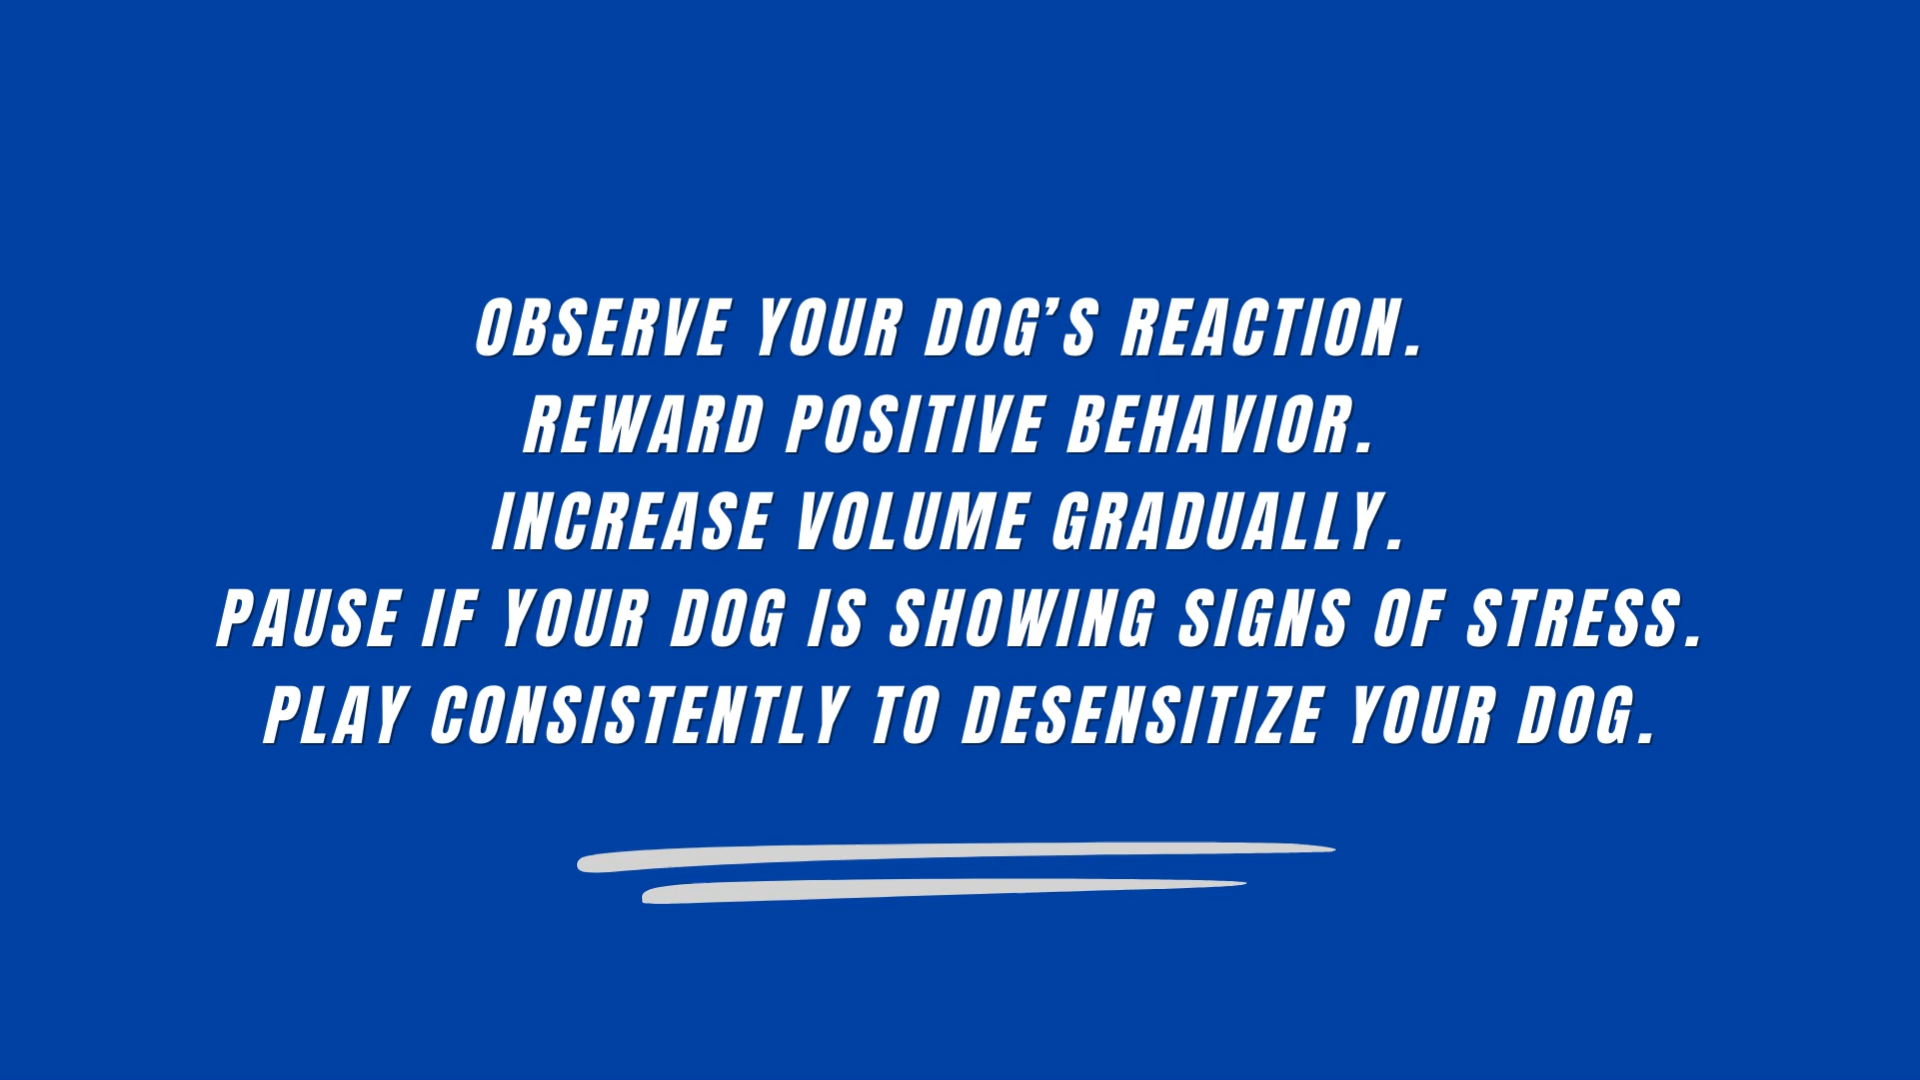 OBSERVE YOUR DOG’S REACTION.
REWARD POSITIVE BEHAVIOR.
INCREASE VOLUME GRADUALLY.
PAUSE IF YOUR DOG IS SHOWING SIGNS OF STRESS.
PLAY CONSISTENTLY TO DESENSITIZE YOUR DOG.